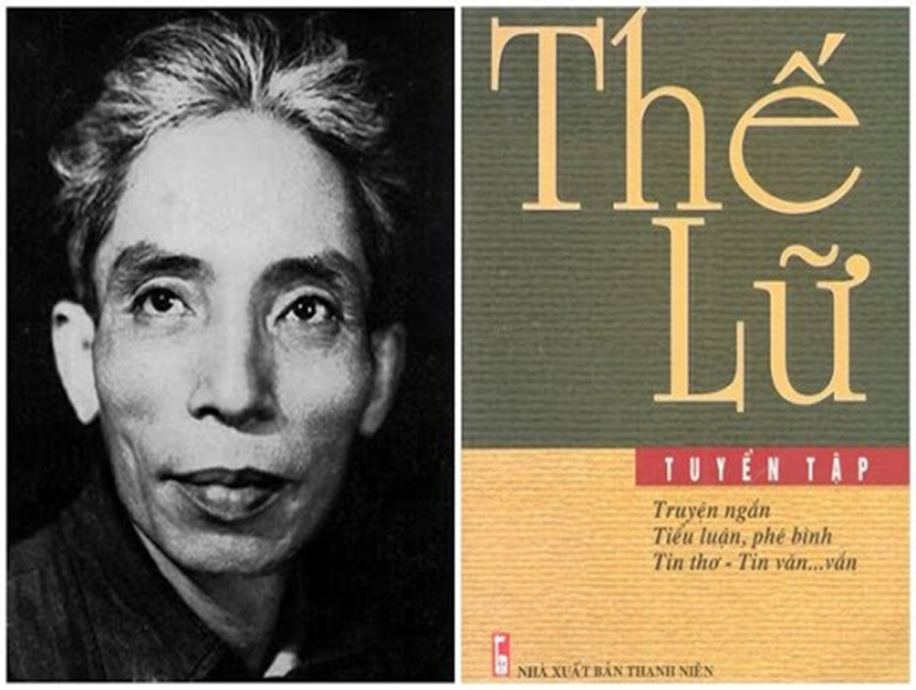 Thế
Lữ
TUYỂN TẬP
Truyện ngắn
Tiểu luận, phê bình
Tin thơ - Tin văn...vắn
NHÀ XUẤT BẢN THANH NIÊN